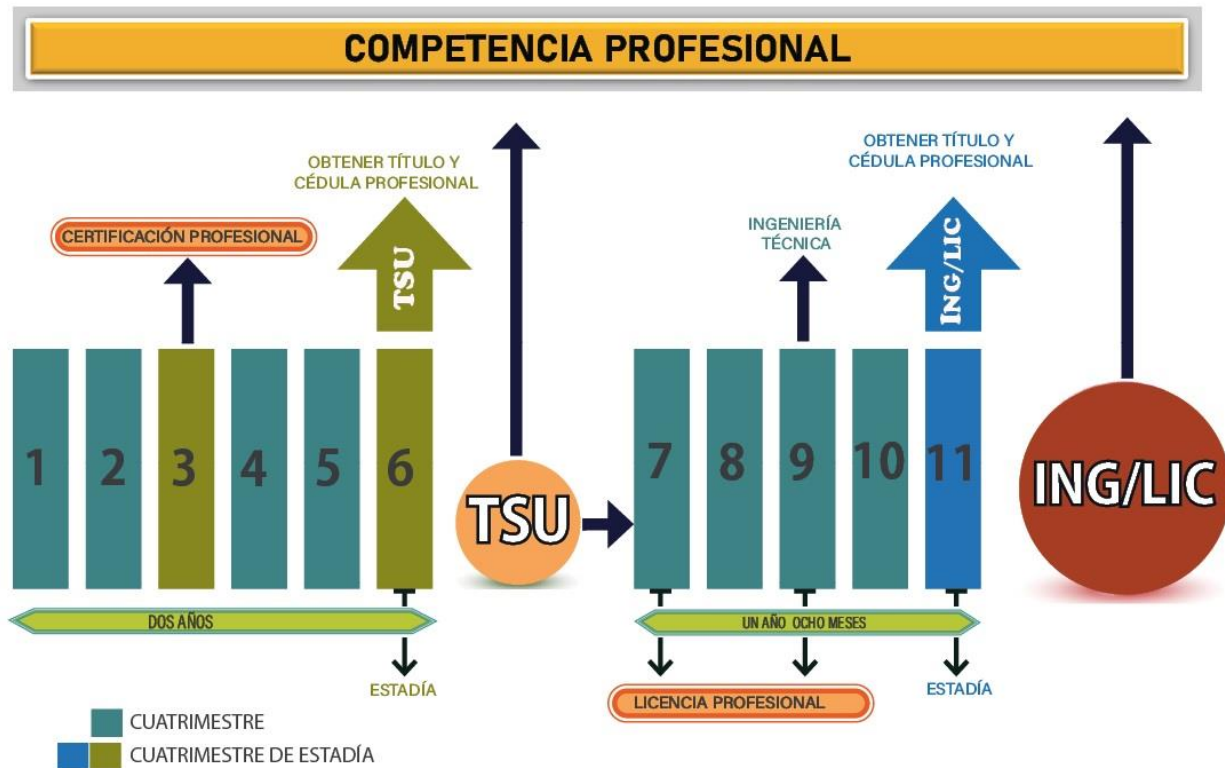 COMPETENCIA PROFESIONAL
OBTENER TÍTULO Y
CÉDULA PROFESIONAL
CERTIFICACIÓN PROFESIONAL
TSU
OBTENER TÍTULO Y
CÉDULA PROFESIONAL
INGENIERÍA
TÉCNICA
ING/LIC
1
2
3
4
5
6
TSU
7
8
9
10
11
ING/LIC
DOS AÑOS
UN AÑO OCHO MESES
ESTADÍA
LICENCIA PROFESIONAL
ESTADÍA
CUATRIMESTRE
CUATRIMESTRE DE ESTADÍA